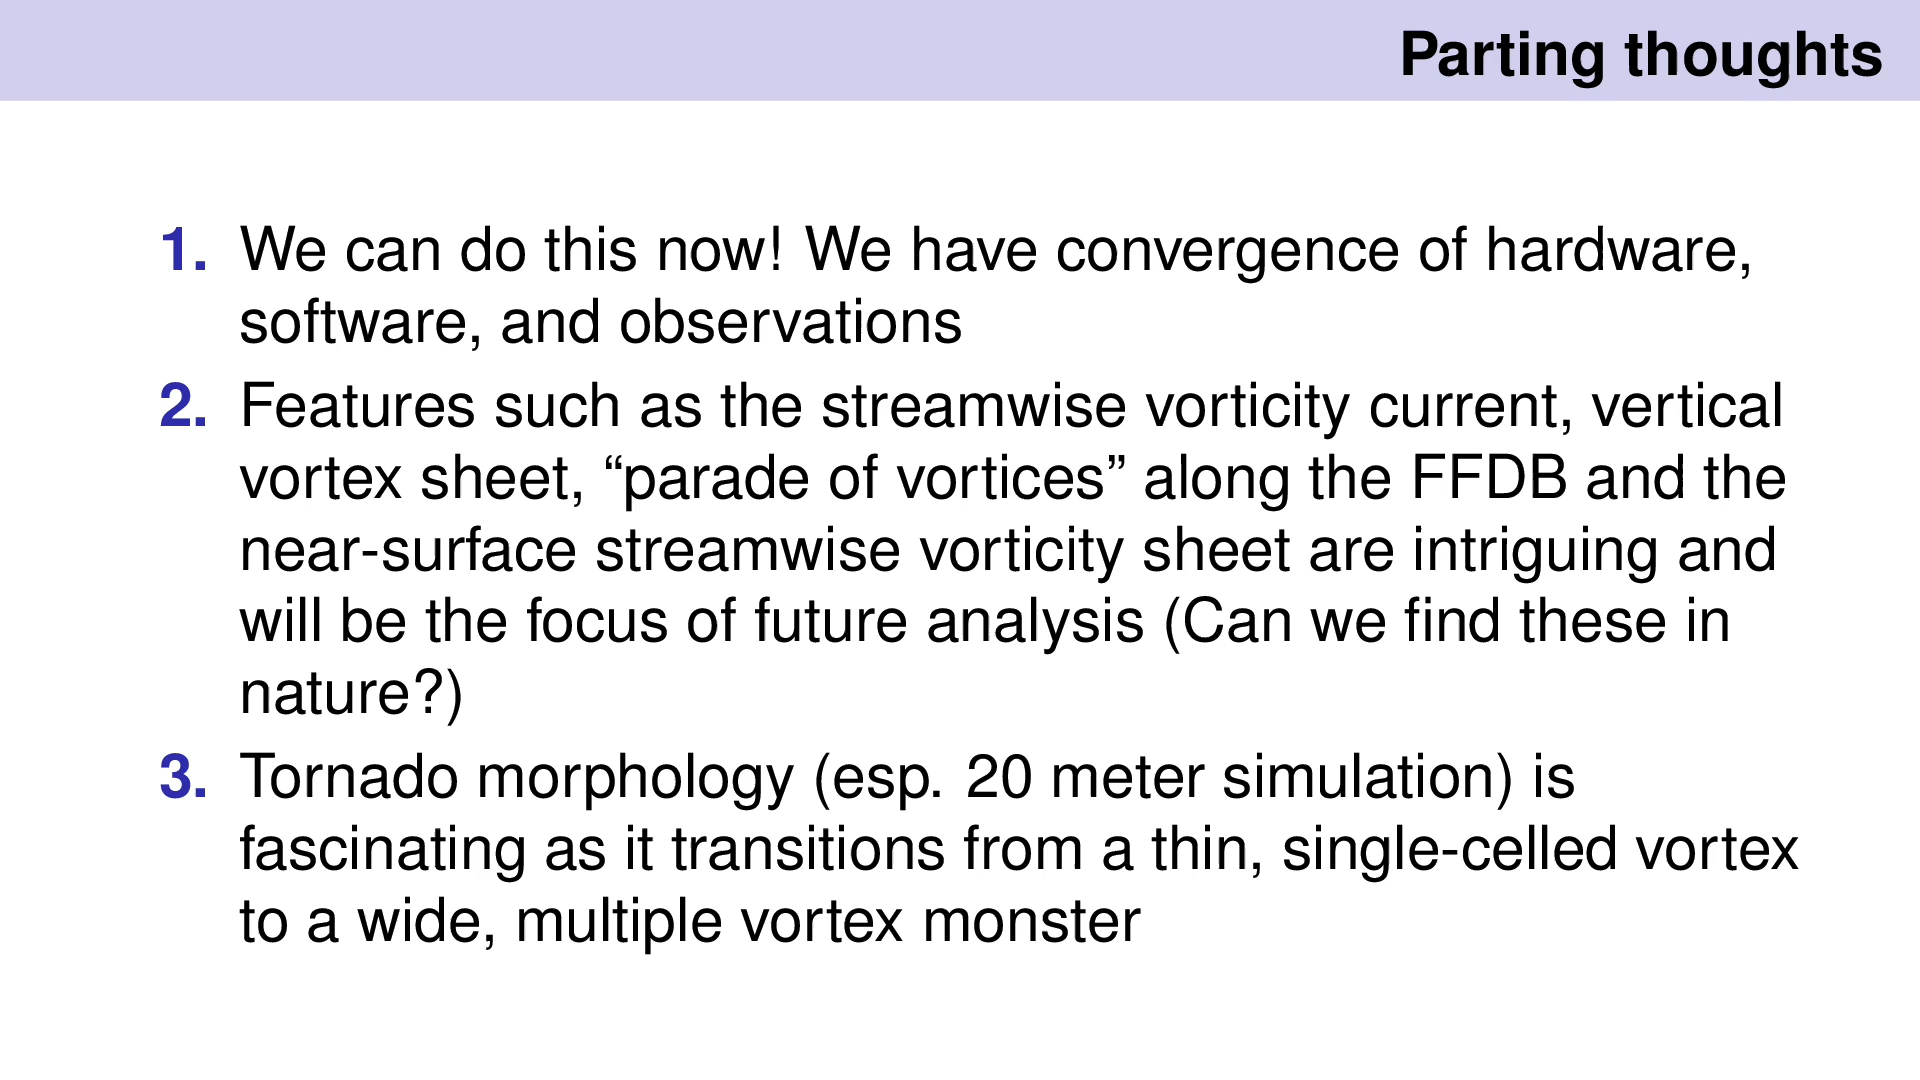 Parting thoughts
1. We can do this now! We have convergence of hardware,
software, and observations
2. Features such as the streamwise vorticity current, vertical
vortex sheet, “parade of vortices” along the FFDB and the
near-surface streamwise vorticity sheet are intriguing and
will be the focus of future analysis (Can we find these in
nature?)
3. Tornado morphology (esp. 20 meter simulation) is
fascinating as it transitions from a thin, single-celled vortex
to a wide, multiple vortex monster